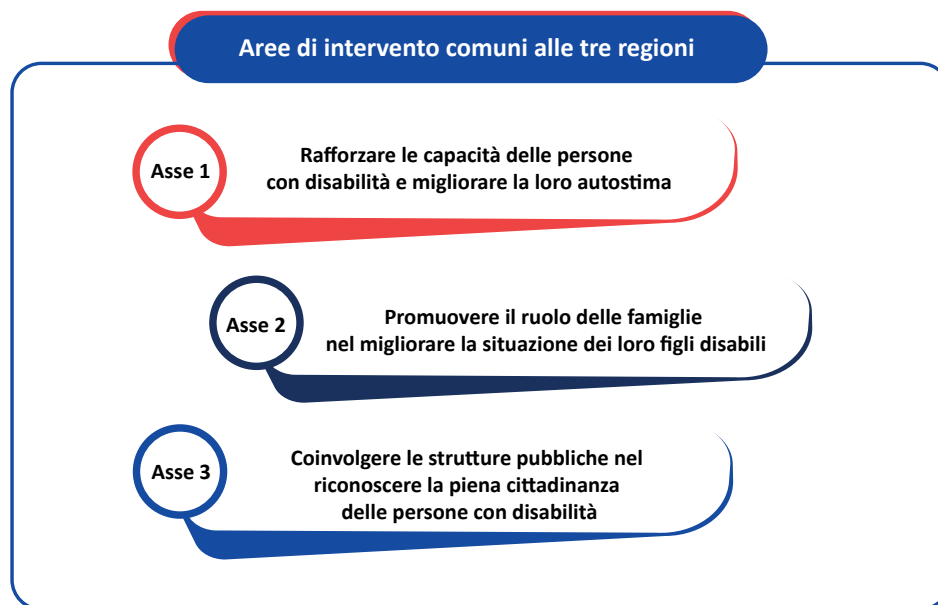 Aree di intervento comuni alle tre regioni
Asse 1
Rafforzare le capacità delle persone
con disabilità e migliorare la loro autostima
Asse 2
Promuovere il ruolo delle famiglie
nel migliorare la situazione dei loro figli disabili
Asse 3
Coinvolgere le strutture pubbliche nel
riconoscere la piena cittadinanza
delle persone con disabilità